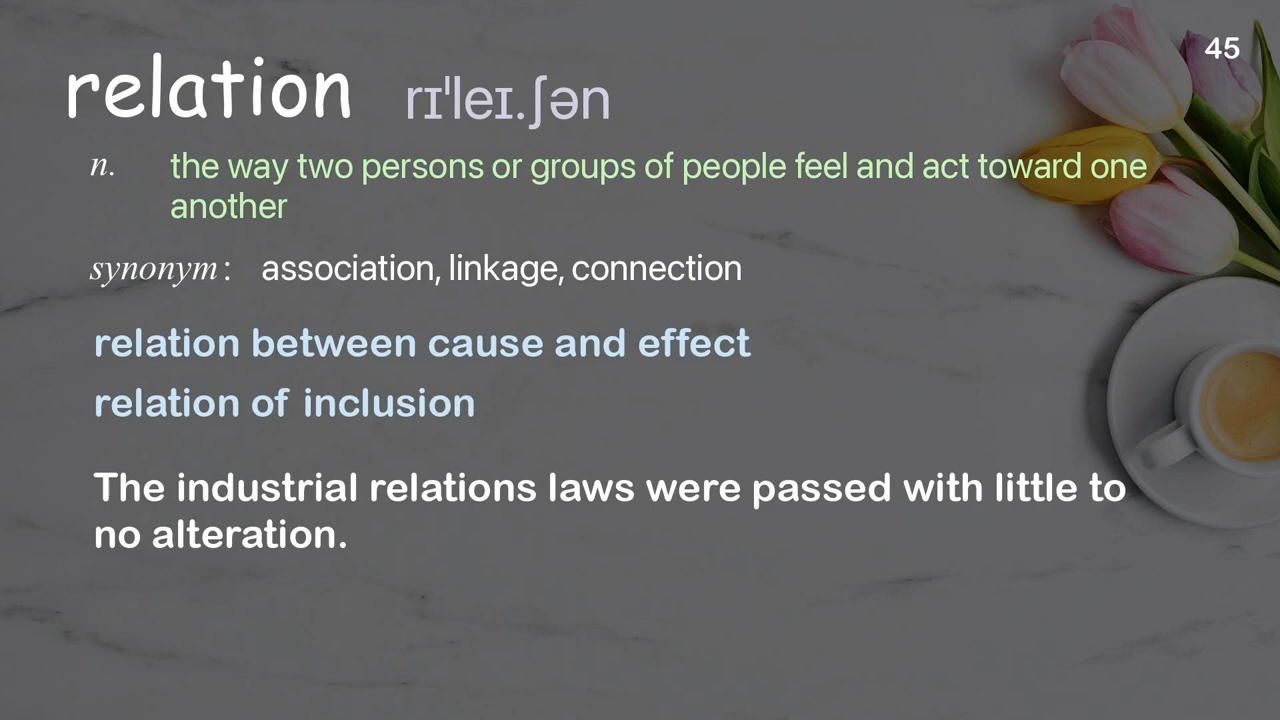 45
relation rɪˈleɪ.ʃən
n. the way two persons or groups of people feel and act toward one
another
synonym: association, linkage, connection
relation between cause and effect
relation of inclusion
The industrial relations laws were passed with little to
no alteration.